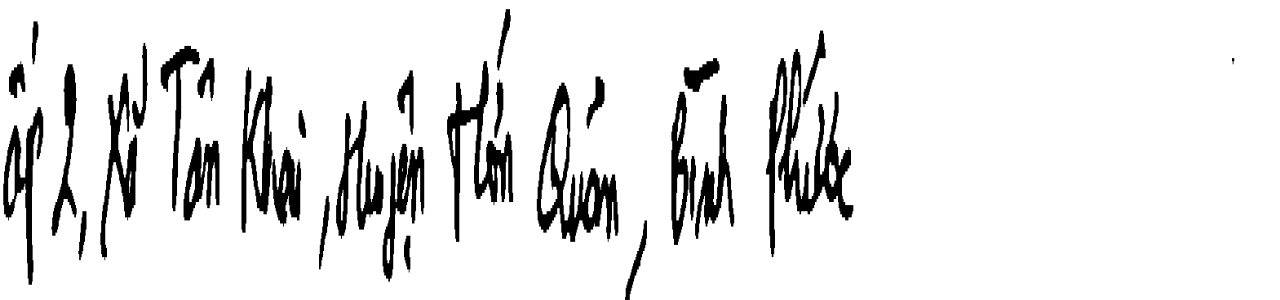 ấp 2, Xã Tân Khai, Huyện Hớn Quản, Bình Phước